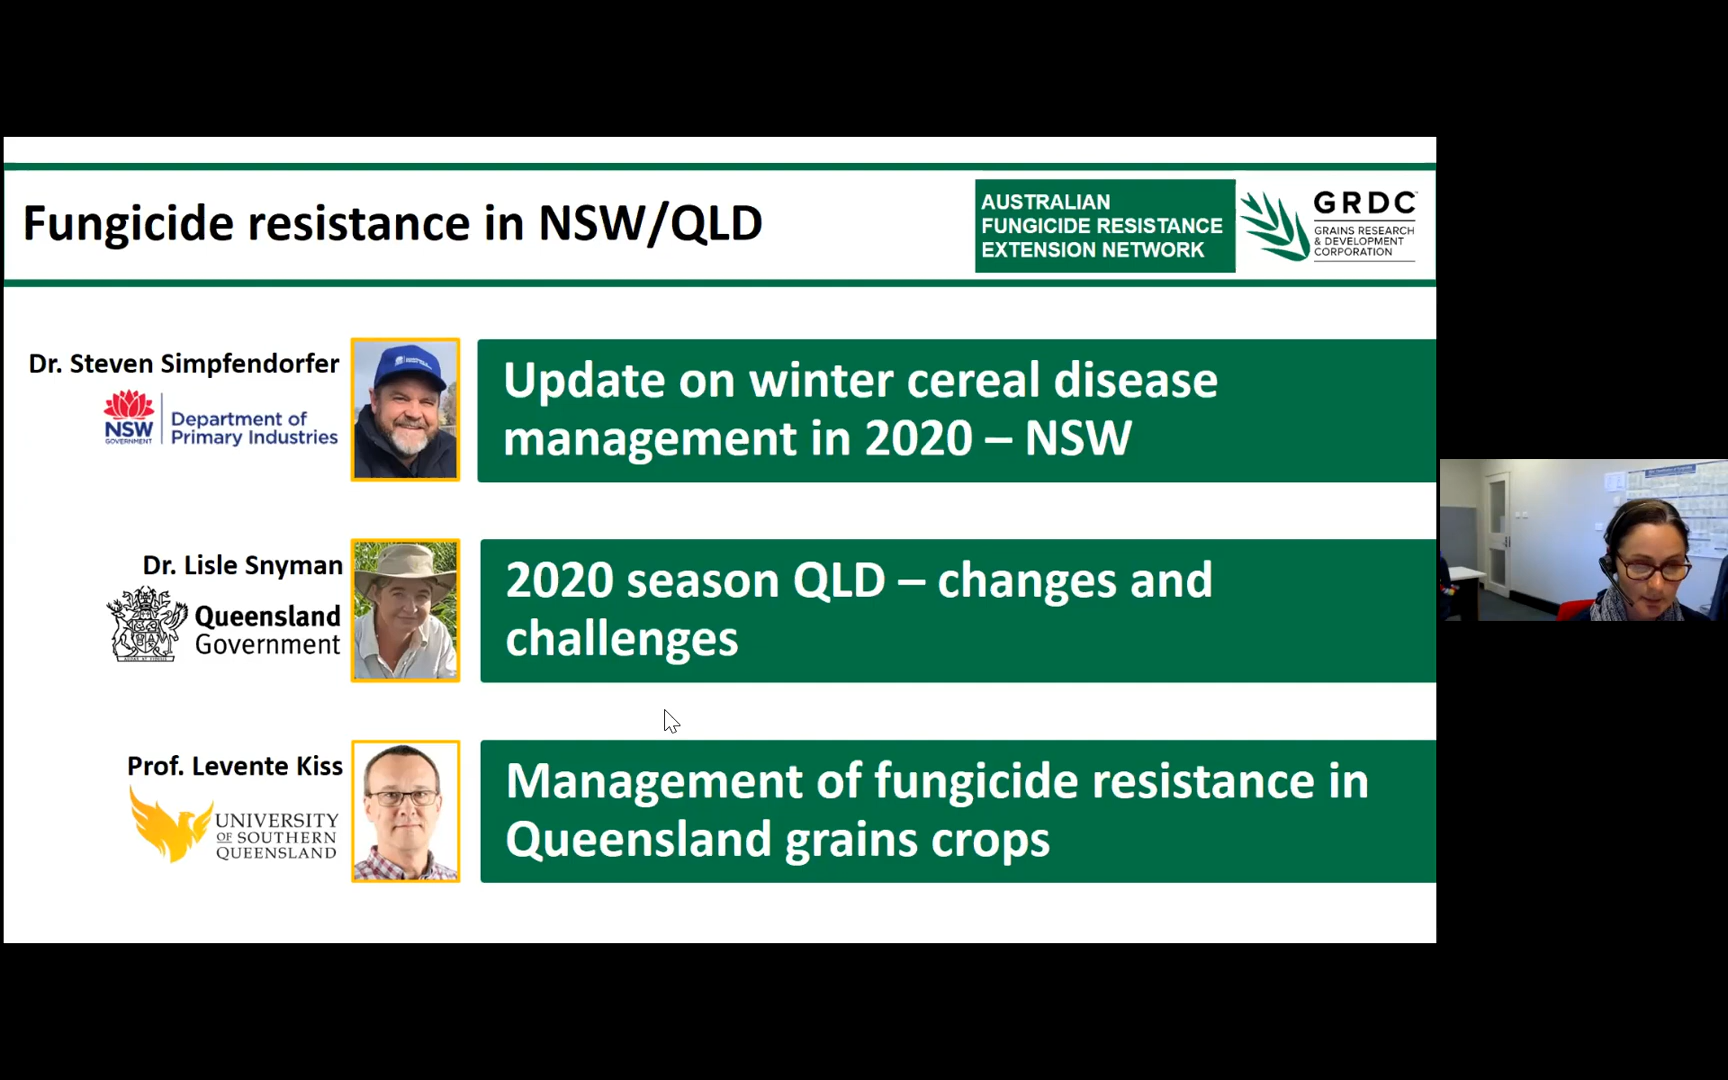 Fungicide resistance in NSW/QLD
AUSTRALIAN
FUNGICIDE RESISTANCE
EXTENSION NETWORK
GRDC™
GRAINS RESEARCH
& DEVELOPMENT
CORPORATION
Dr. Steven Simpfendorfer
NSW
GOVERNMENT
Department of
Primary Industries
Update on winter cereal disease
management in 2020 – NSW
Dr. Lisle Snyman
Queensland
Government
2020 season QLD – changes and
challenges
Prof. Levente Kiss
UNIVERSITY
OF SOUTHERN
QUEENSLAND
Management of fungicide resistance in
Queensland grains crops